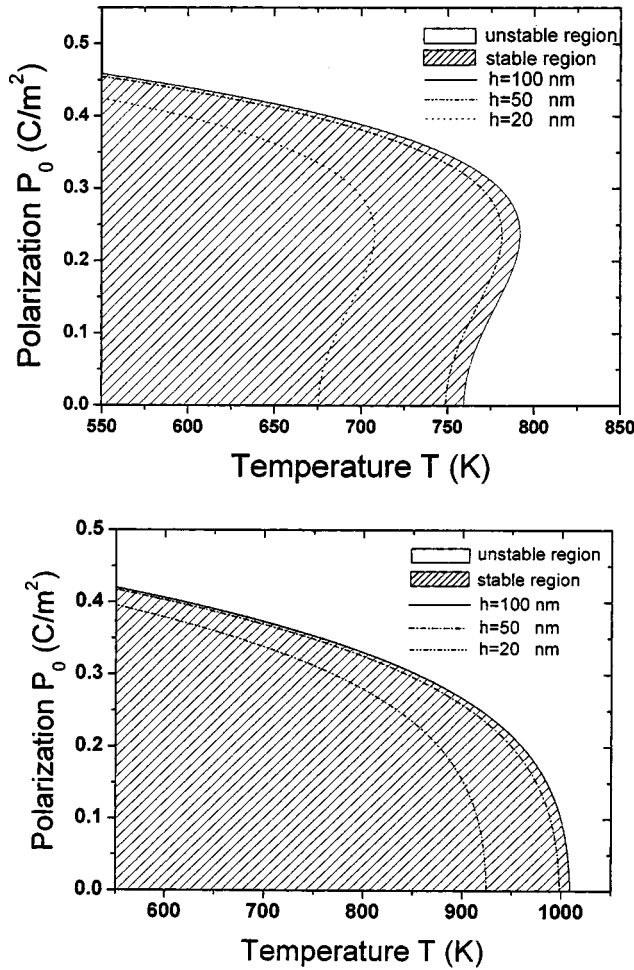 0.5
0.4
0.3
0.2
0.1
0.0
Polarization P₀ (C/m²)
unstable region
stable region
h=100 nm
h=50 nm
h=20 nm
550 600 650 700 750 800 850
Temperature T (K)
0.5
0.4
0.3
0.2
0.1
0.0
Polarization P₀ (C/m²)
unstable region
stable region
h=100 nm
h=50 nm
h=20 nm
600 700 800 900 1000
Temperature T (K)